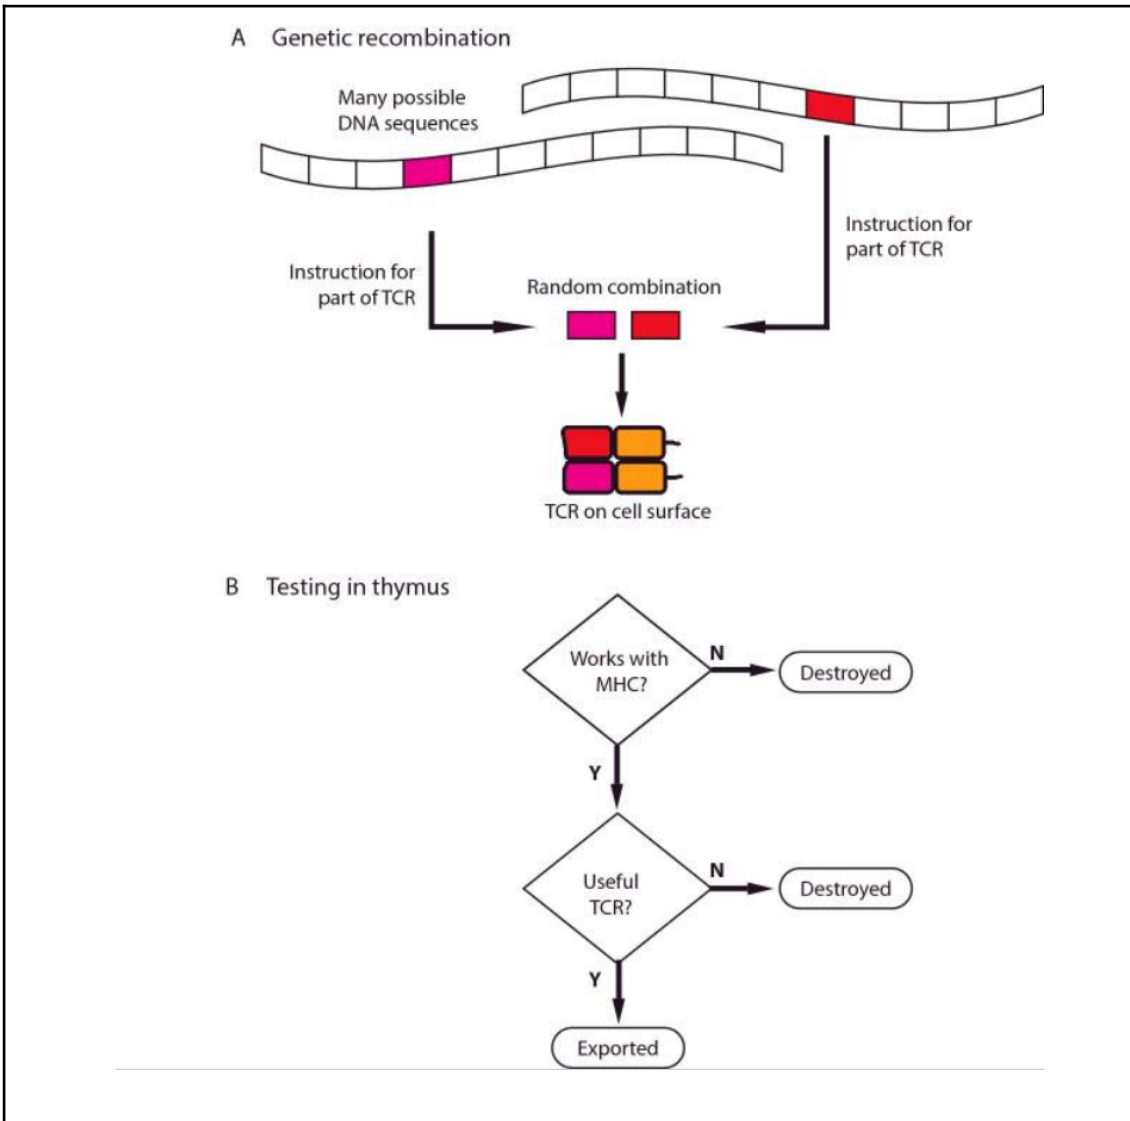 A Genetic recombination
Many possible
DNA sequences
Instruction for
part of TCR
Instruction for
part of TCR
Random combination
TCR on cell surface
B Testing in thymus
Works with
MHC?
N
Destroyed
Y
Useful
TCR?
N
Destroyed
Y
Exported